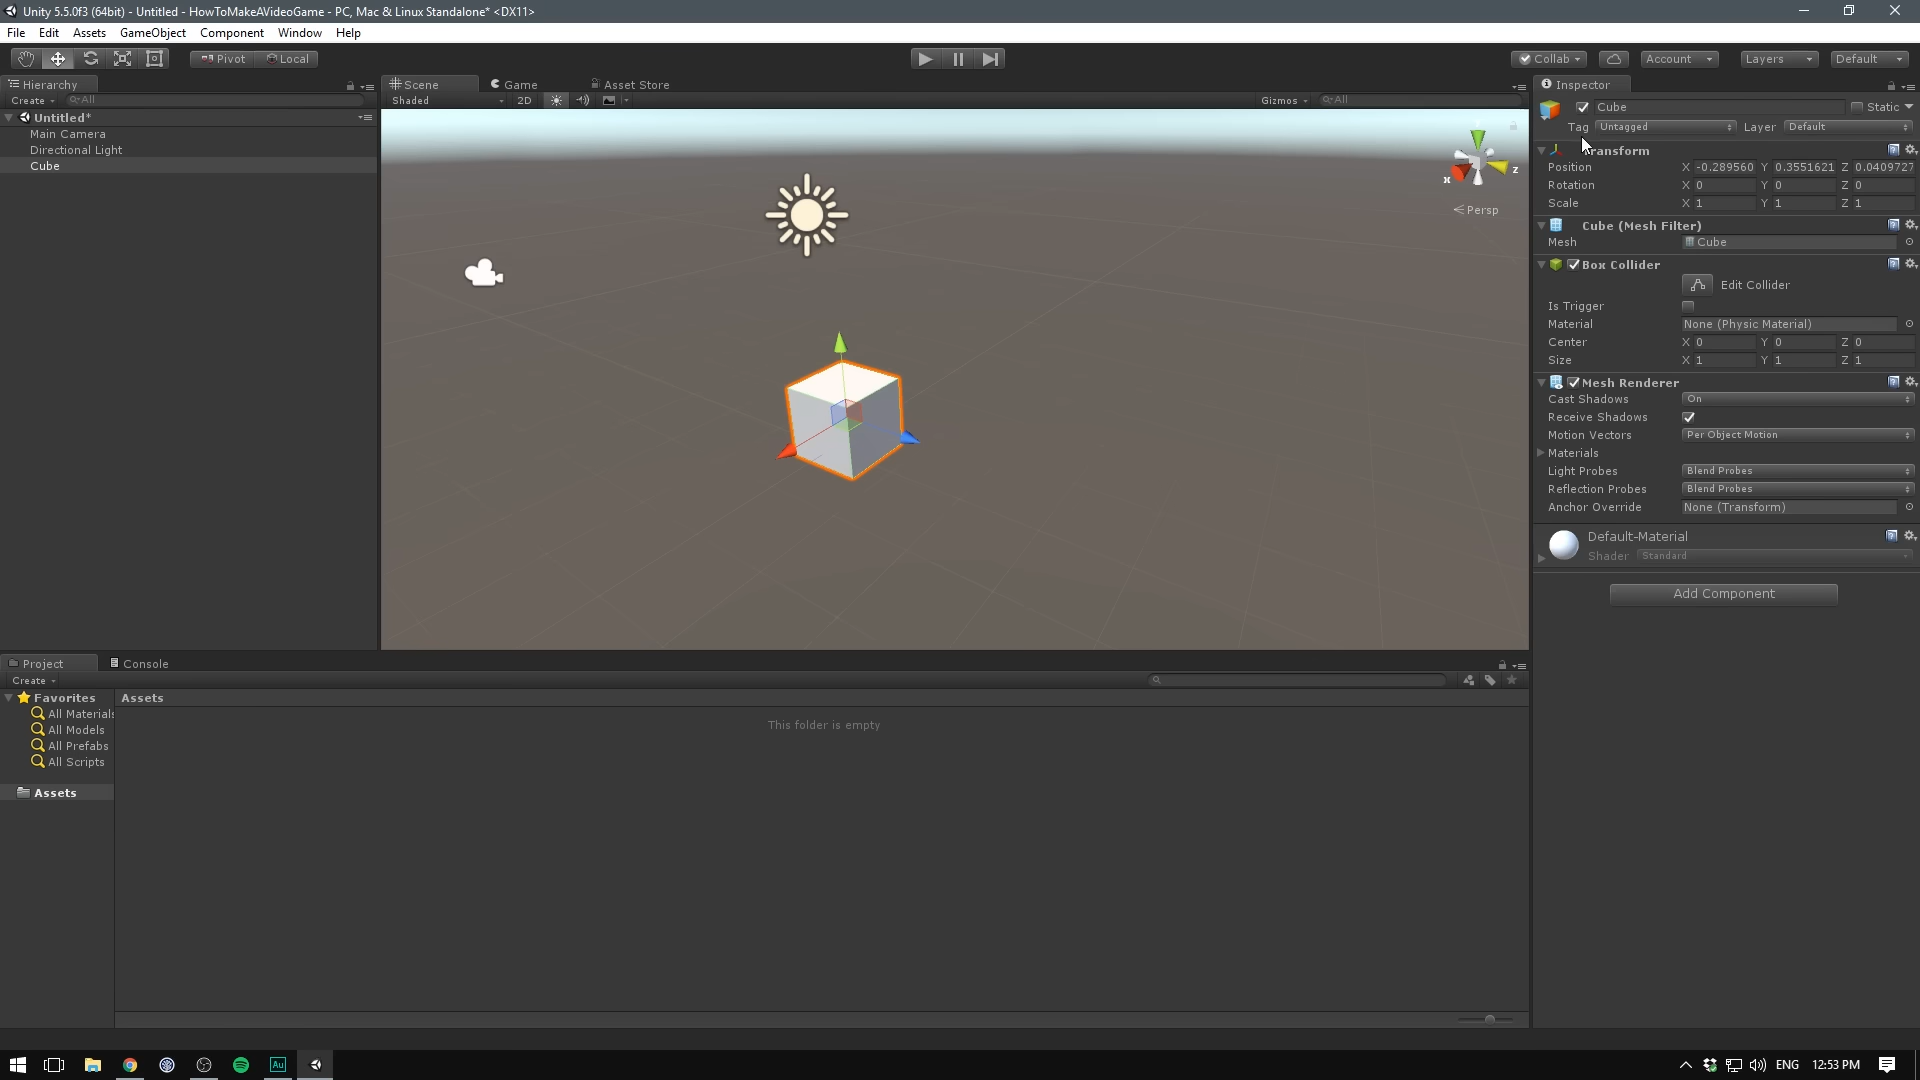 Unity 5.5.0f3 (64bit) - Untitled - HowToMakeAVideoGame - PC, Mac & Linux Standalone* <DX11>
File Edit Assets GameObject Component Window Help
Pivot Local Collab Account Layers Default
Hierarchy
Create All
Untitled*
Main Camera
Directional Light
Cube
Scene Game Asset Store
Shaded 2D Gizmos All
x z
Persp
Inspector
Cube Static
Tag Untagged Layer Default
Transform
Position X -0.289560 Y 0.3551621 Z 0.0409727
Rotation X 0 Y 0 Z 0
Scale X 1 Y 1 Z 1
Cube (Mesh Filter)
Mesh Cube
Box Collider
Edit Collider
Is Trigger
Material None (Physic Material)
Center X 0 Y 0 Z 0
Size X 1 Y 1 Z 1
Mesh Renderer
Cast Shadows On
Receive Shadows
Motion Vectors Per Object Motion
Materials
Light Probes Blend Probes
Reflection Probes Blend Probes
Anchor Override None (Transform)
Default-Material
Shader Standard
Add Component
Project Console
Create
Favorites
All Materials
All Models
All Prefabs
All Scripts
Assets
Assets
This folder is empty
Au
ENG 12:53 PM